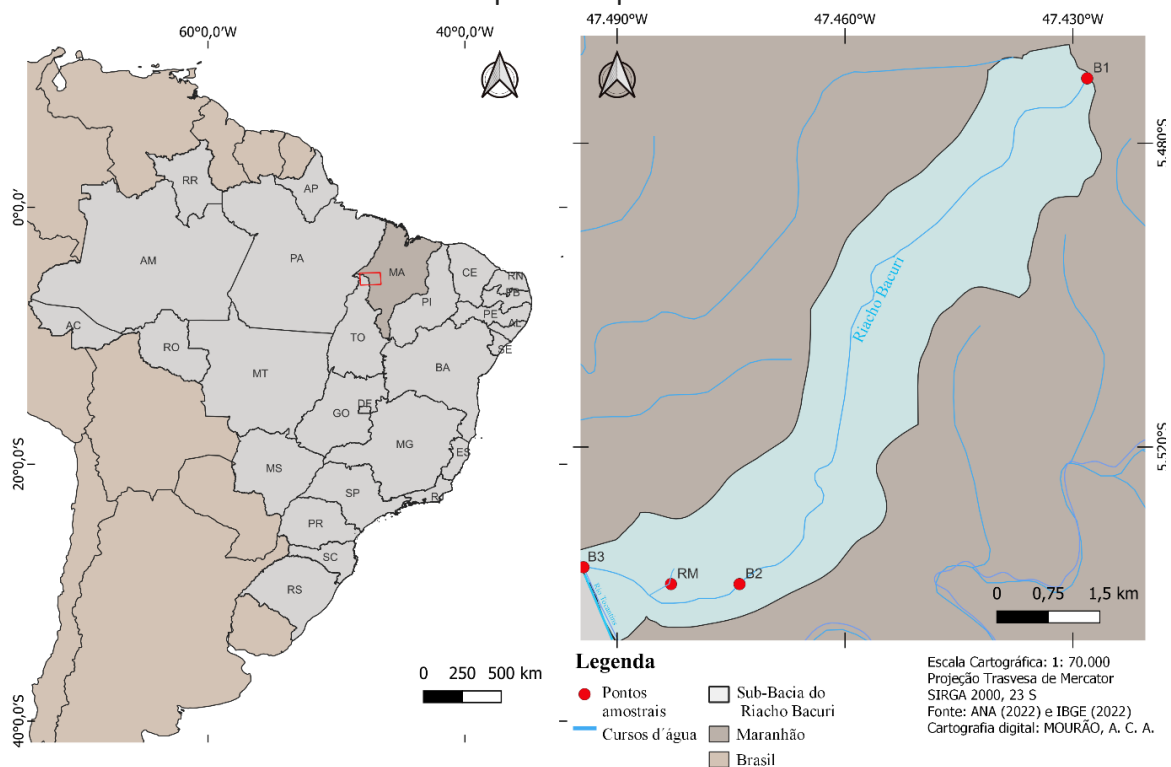 60°0,0'W
40°0,0'W
0°0,0'
20°0,0'S
40°0,0'S
RR
AP
AM
PA
MA
CE
RN
PB
PI
PE
AL
AC
TO
SE
RO
BA
MT
GO
DF
MG
ES
MS
SP
RJ
PR
SC
RS
0 250 500 km
47.490°W
47.460°W
47.430°W
5.480°S
5.520°S
B1
Riacho Bacuri
B3
RM
B2
Rio Tocantins
0 0,75 1,5 km
Legenda
Pontos
amostrais
Cursos d´água
Sub-Bacia do
Riacho Bacuri
Maranhão
Brasil
Escala Cartográfica: 1: 70.000
Projeção Trasvesa de Mercator
SIRGA 2000, 23 S
Fonte: ANA (2022) e IBGE (2022)
Cartografia digital: MOURÃO, A. C. A.